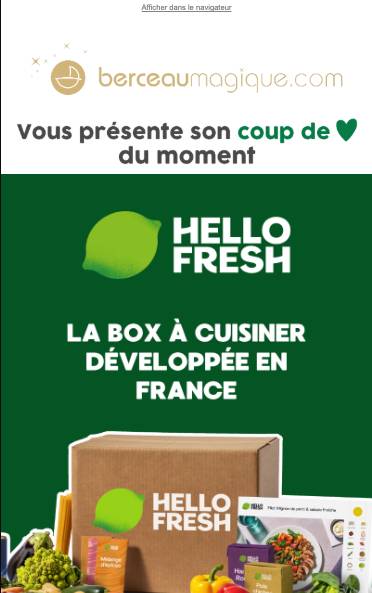 Afficher dans le navigateur
berceaumagique.com
Vous présente son coup de
du moment
HELLO
FRESH
LA BOX À CUISINER
DÉVELOPPÉE EN
FRANCE
HELLO
FRESH
HELLO
FRESH
Mélange